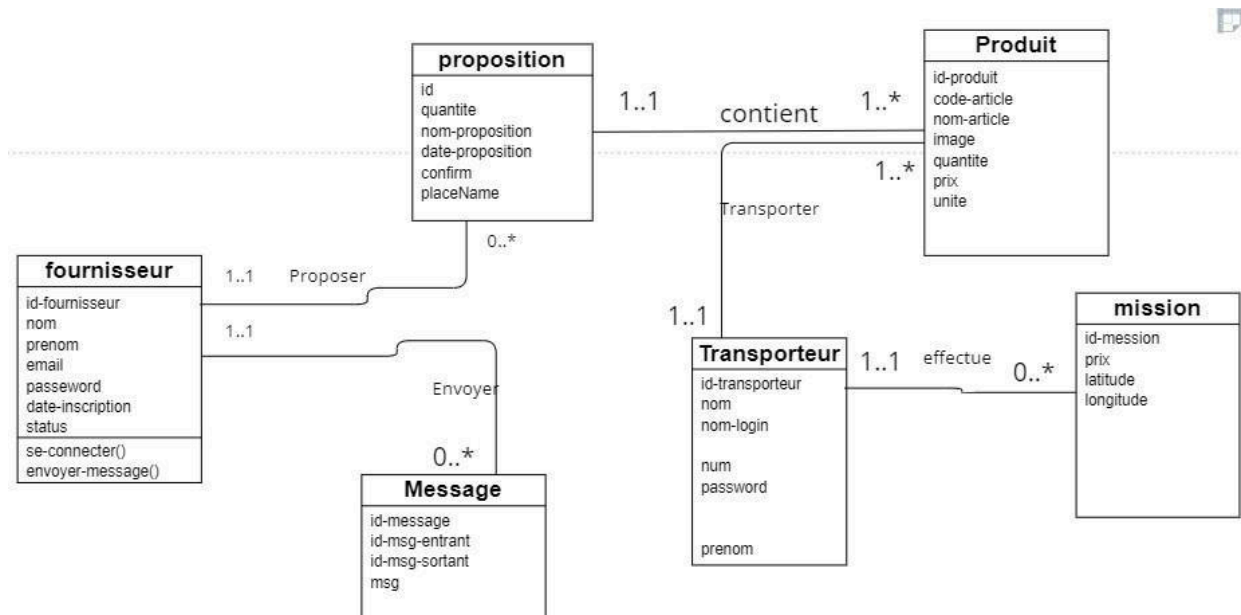 proposition
id
quantite
nom-proposition
date-proposition
confirm
placeName
1..1
contient
1..*
Produit
id-produit
code-article
nom-article
image
quantite
prix
unite
1..*
Transporter
0..*
fournisseur
id-fournisseur
nom
prenom
email
passeword
date-inscription
status
se-connecter()
envoyer-message()
1..1
Proposer
1..1
Envoyer
0..*
Message
id-message
id-msg-entrant
id-msg-sortant
msg
1..1
Transporteur
id-transporteur
nom
nom-login
num
password
prenom
1..1
effectue
0..*
mission
id-mession
prix
latitude
longitude